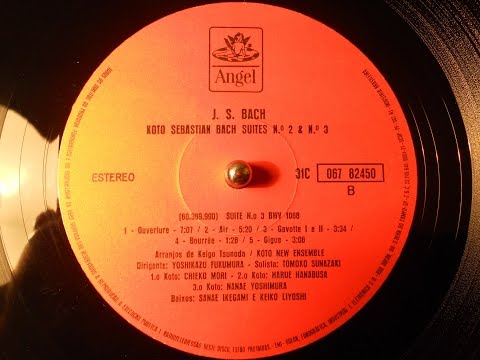 Angel
J. S. BACH
KOTO SEBASTIAN BACH SUITES N.º 2 & N.º 3
ESTEREO
31C 067 82450
B
(60.399.990) SUITE N.o 3 BWV 1068
1 - Ouverture - 7:07 / 2 - Air - 5:20 / 3 - Gavotte I e II - 3:34 /
4 - Bourrée - 1:28 / 5 - Gigue - 3:08
Arranjos de Keigo Tsunoda / KOTO NEW ENSEMBLE
Dirigente: YOSHIKAZU FUKUMURA - Solista: TOMOKO SUNAZAKI
1.o Koto: CHIEKO MORI - 2.o Koto: HARUE HANABUSA
3.o Koto: NANAE YOSHIMURA
Baixos: SANAE IKEGAMI E KEIKO LIYOSHI